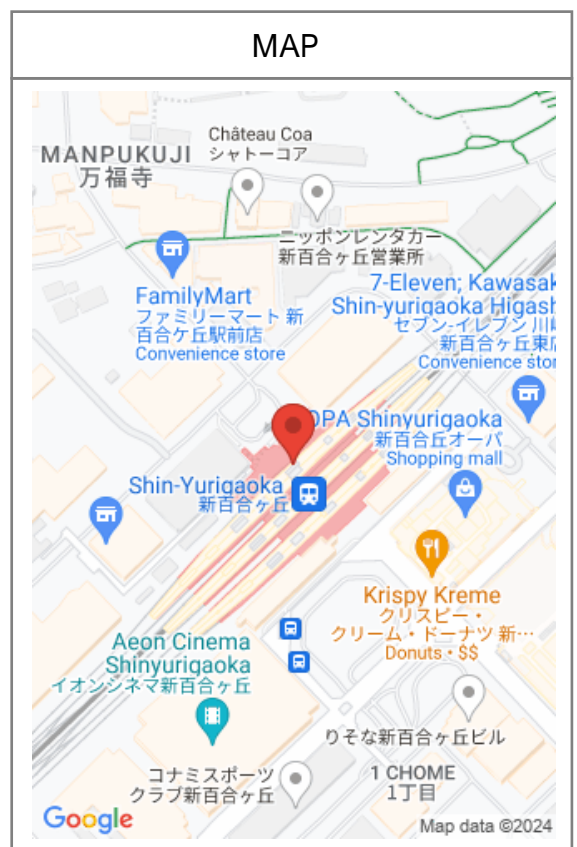 MAP
Château Coa
シャトーコア
MANPUKUJI
万福寺
ニッポンレンタカー
新百合ヶ丘営業所
FamilyMart
ファミリーマート 新
百合ケ丘駅前店
Convenience store
7-Eleven; Kawasak
Shin-yurigaoka Higash
セブン-イレブン 川崎
新百合ヶ丘東店
Convenience stor
OPA Shinyurigaoka
新百合丘オーパ
Shopping mall
Shin-Yurigaoka
新百合ヶ丘
Krispy Kreme
クリスピー・
クリーム・ドーナツ 新…
Donuts • $$
Aeon Cinema
Shinyurigaoka
イオンシネマ新百合ヶ丘
りそな新百合ヶ丘ビル
コナミスポーツ
クラブ新百合ヶ丘
1 CHOME
1丁目
Google
Map data ©2024